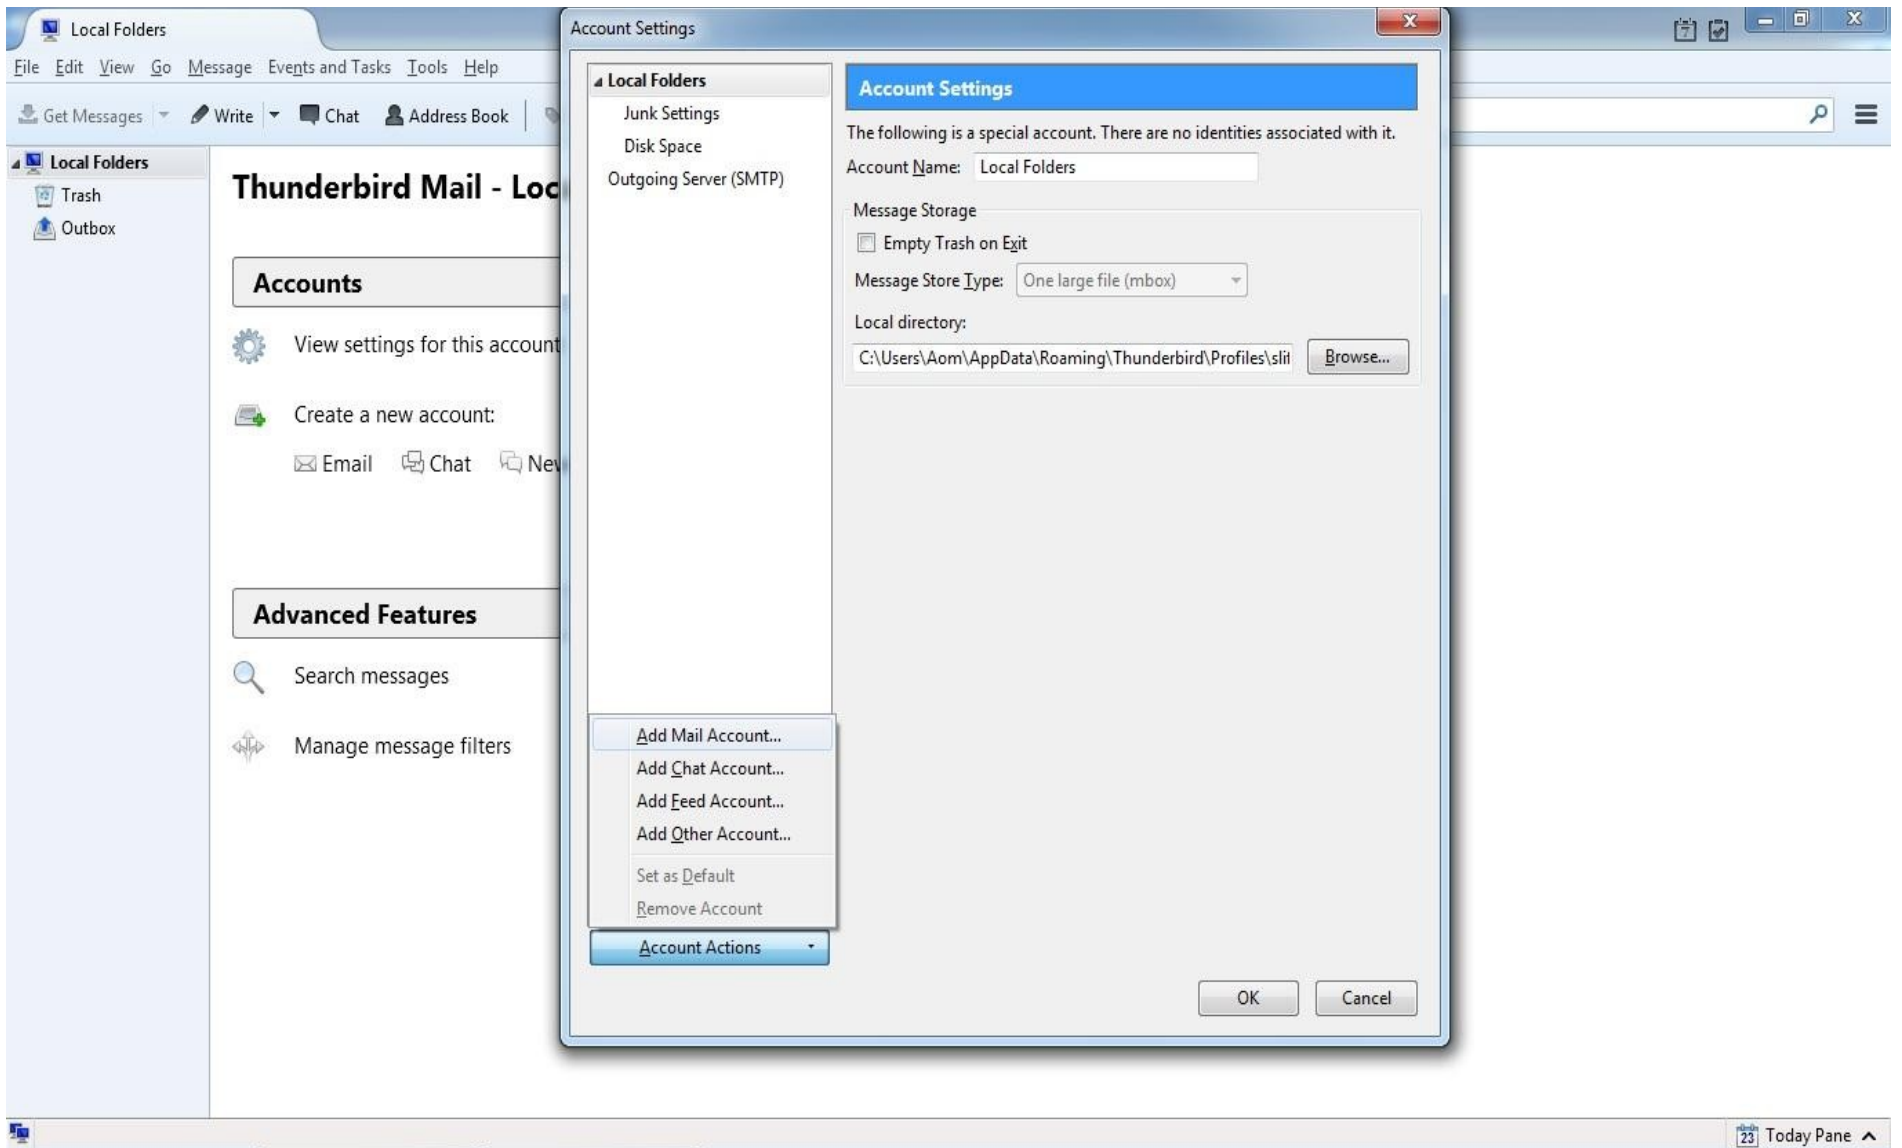 Local Folders
File Edit View Go Message Events and Tasks Tools Help
Get Messages Write Chat Address Book
Local Folders
Trash
Outbox
Thunderbird Mail - Loc
Accounts
View settings for this account
Create a new account:
Email Chat Nev
Advanced Features
Search messages
Manage message filters
Account Settings
Local Folders
Junk Settings
Disk Space
Outgoing Server (SMTP)
Account Settings
The following is a special account. There are no identities associated with it.
Account Name: Local Folders
Message Storage
Empty Trash on Exit
Message Store Type: One large file (mbox)
Local directory:
C:\Users\Aom\AppData\Roaming\Thunderbird\Profiles\slif Browse...
Add Mail Account...
Add Chat Account...
Add Feed Account...
Add Other Account...
Set as Default
Remove Account
Account Actions
OK Cancel
7
23 Today Pane